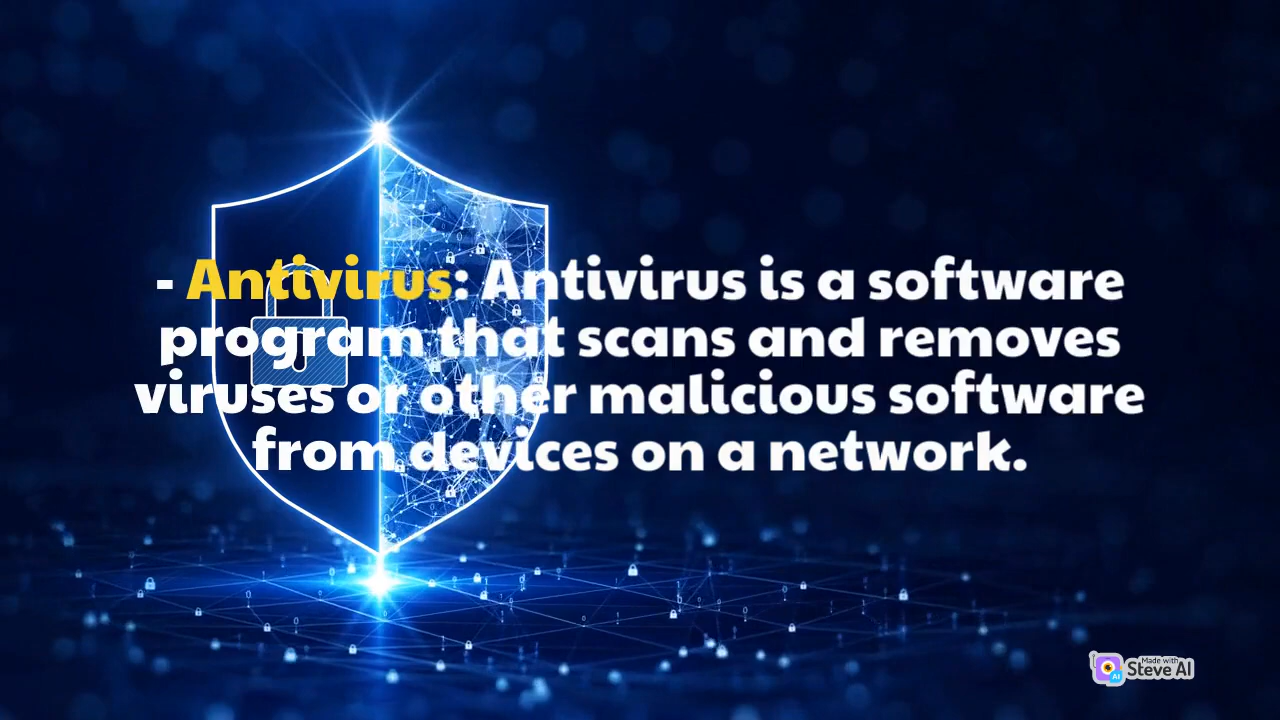 - Antivirus: Antivirus is a software
program that scans and removes
viruses or other malicious software
from devices on a network.
Made with
Steve AI
AI